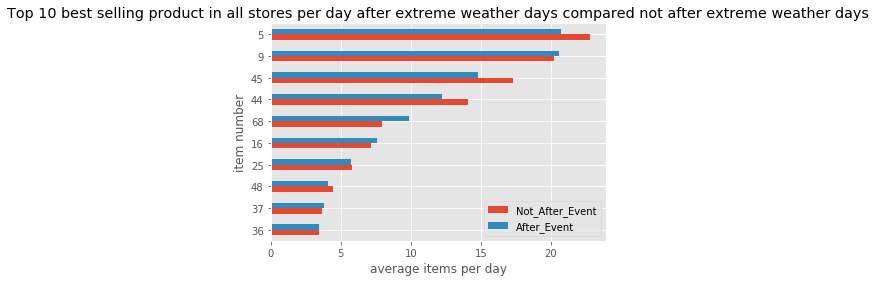 Top 10 best selling product in all stores per day after extreme weather days compared not after extreme weather days
5
9
45
44
68
16
25
48
37
36
item number
Not_After_Event
After_Event
0 5 10 15 20
average items per day